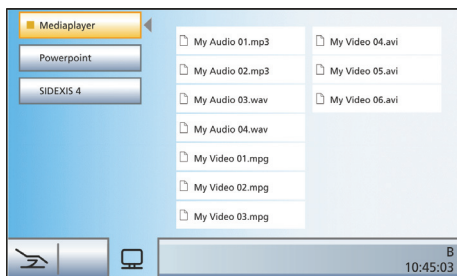 Mediaplayer
Powerpoint
SIDEXIS 4
My Audio 01.mp3
My Audio 02.mp3
My Audio 03.wav
My Audio 04.wav
My Video 01.mpg
My Video 02.mpg
My Video 03.mpg
My Video 04.avi
My Video 05.avi
My Video 06.avi
B
10:45:03